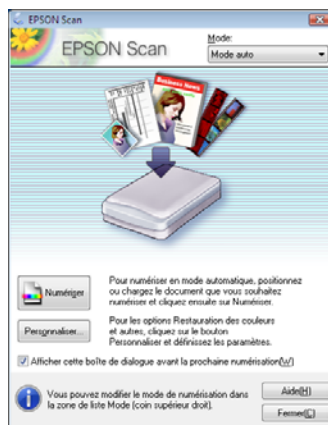 EPSON Scan
EPSON Scan
Mode:
Mode auto
Business News
Numériser
Pour numériser en mode automatique, positionnez
ou chargez le document que vous souhaitez
numériser et cliquez ensuite sur Numériser.
Personnaliser...
Pour les options Restauration des couleurs
et autres, cliquez sur le bouton
Personnaliser et définissez les paramètres.
Afficher cette boîte de dialogue avant la prochaine numérisation(W)
Vous pouvez modifier le mode de numérisation dans
la zone de liste Mode (coin supérieur droit).
Aide(H)
Fermer(C)